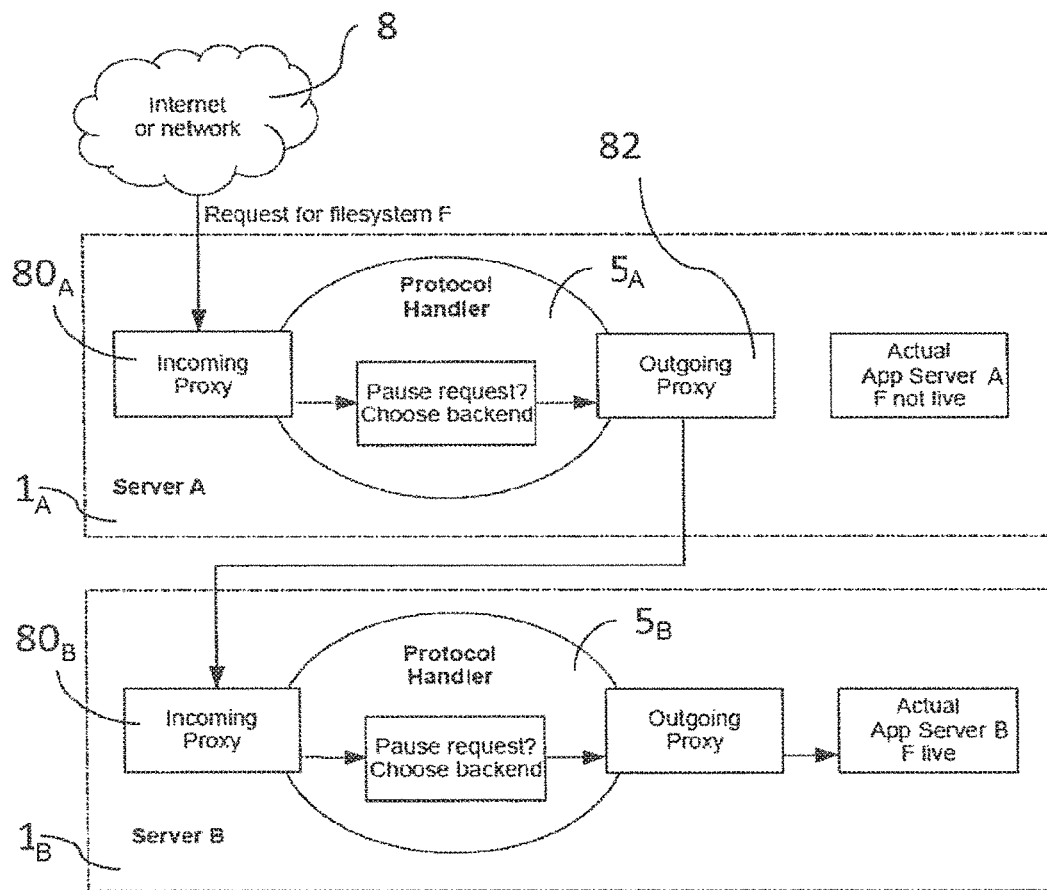 8
Internet
or network
82
Request for filesystem F
80A
Protocol
Handler
5A
Incoming
Proxy
Pause request?
Choose backend
Outgoing
Proxy
Actual
App Server A
F not live
1A
Server A
80B
Protocol
Handler
5B
Incoming
Proxy
Pause request?
Choose backend
Outgoing
Proxy
Actual
App Server B
F live
1B
Server B